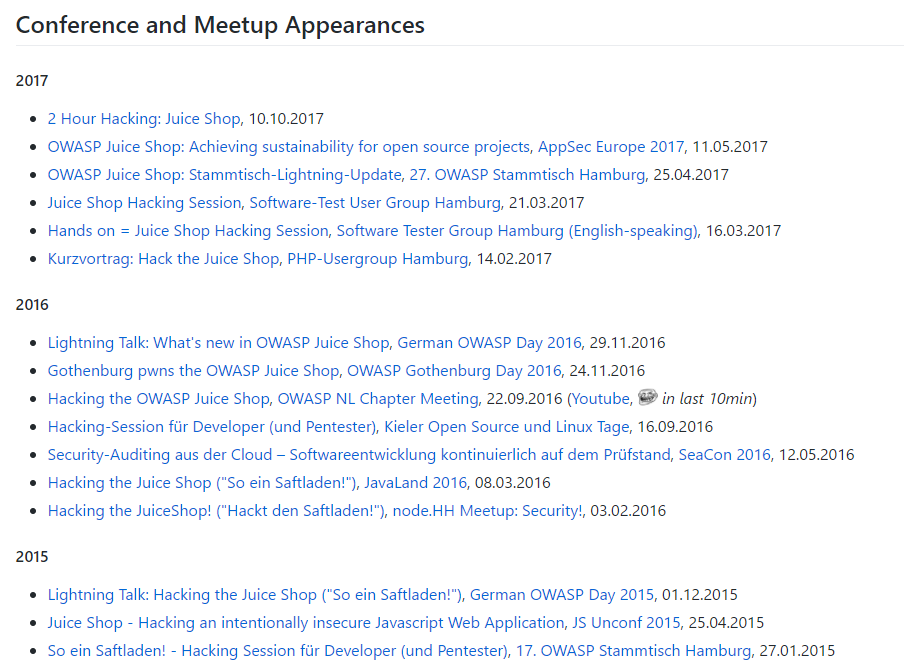 Conference and Meetup Appearances
2017
• 2 Hour Hacking: Juice Shop, 10.10.2017
• OWASP Juice Shop: Achieving sustainability for open source projects, AppSec Europe 2017, 11.05.2017
• OWASP Juice Shop: Stammtisch-Lightning-Update, 27. OWASP Stammtisch Hamburg, 25.04.2017
• Juice Shop Hacking Session, Software-Test User Group Hamburg, 21.03.2017
• Hands on = Juice Shop Hacking Session, Software Tester Group Hamburg (English-speaking), 16.03.2017
• Kurzvortrag: Hack the Juice Shop, PHP-Usergroup Hamburg, 14.02.2017
2016
• Lightning Talk: What's new in OWASP Juice Shop, German OWASP Day 2016, 29.11.2016
• Gothenburg pwns the OWASP Juice Shop, OWASP Gothenburg Day 2016, 24.11.2016
• Hacking the OWASP Juice Shop, OWASP NL Chapter Meeting, 22.09.2016 (Youtube, in last 10min)
• Hacking-Session für Developer (und Pentester), Kieler Open Source und Linux Tage, 16.09.2016
• Security-Auditing aus der Cloud – Softwareentwicklung kontinuierlich auf dem Prüfstand, SeaCon 2016, 12.05.2016
• Hacking the Juice Shop ("So ein Saftladen!"), JavaLand 2016, 08.03.2016
• Hacking the JuiceShop! ("Hackt den Saftladen!"), node.HH Meetup: Security!, 03.02.2016
2015
• Lightning Talk: Hacking the Juice Shop ("So ein Saftladen!"), German OWASP Day 2015, 01.12.2015
• Juice Shop - Hacking an intentionally insecure Javascript Web Application, JS Unconf 2015, 25.04.2015
• So ein Saftladen! - Hacking Session für Developer (und Pentester), 17. OWASP Stammtisch Hamburg, 27.01.2015